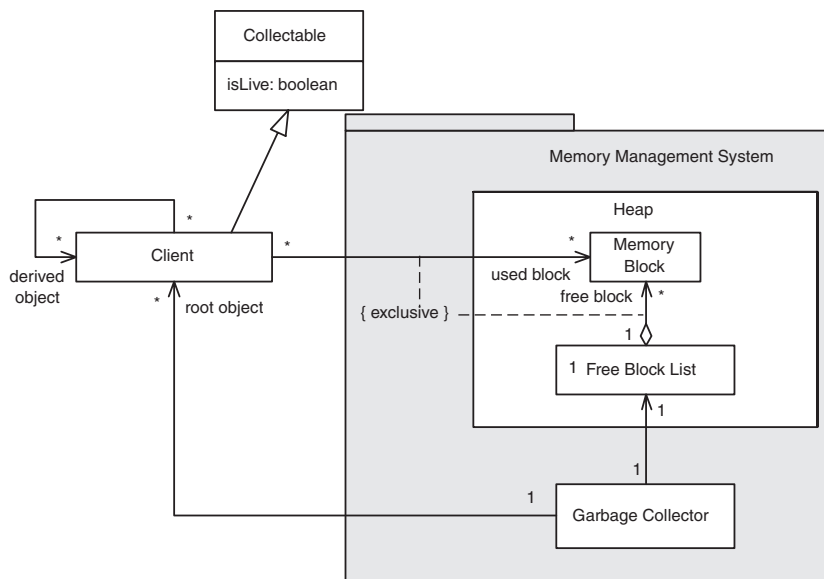 Collectable
isLive: boolean
Memory Management System
Heap
*
*
Client
*
*
Memory
Block
derived
object
used block
*
root object
free block
*
{ exclusive }
1
1
Free Block List
1
1
1
Garbage Collector